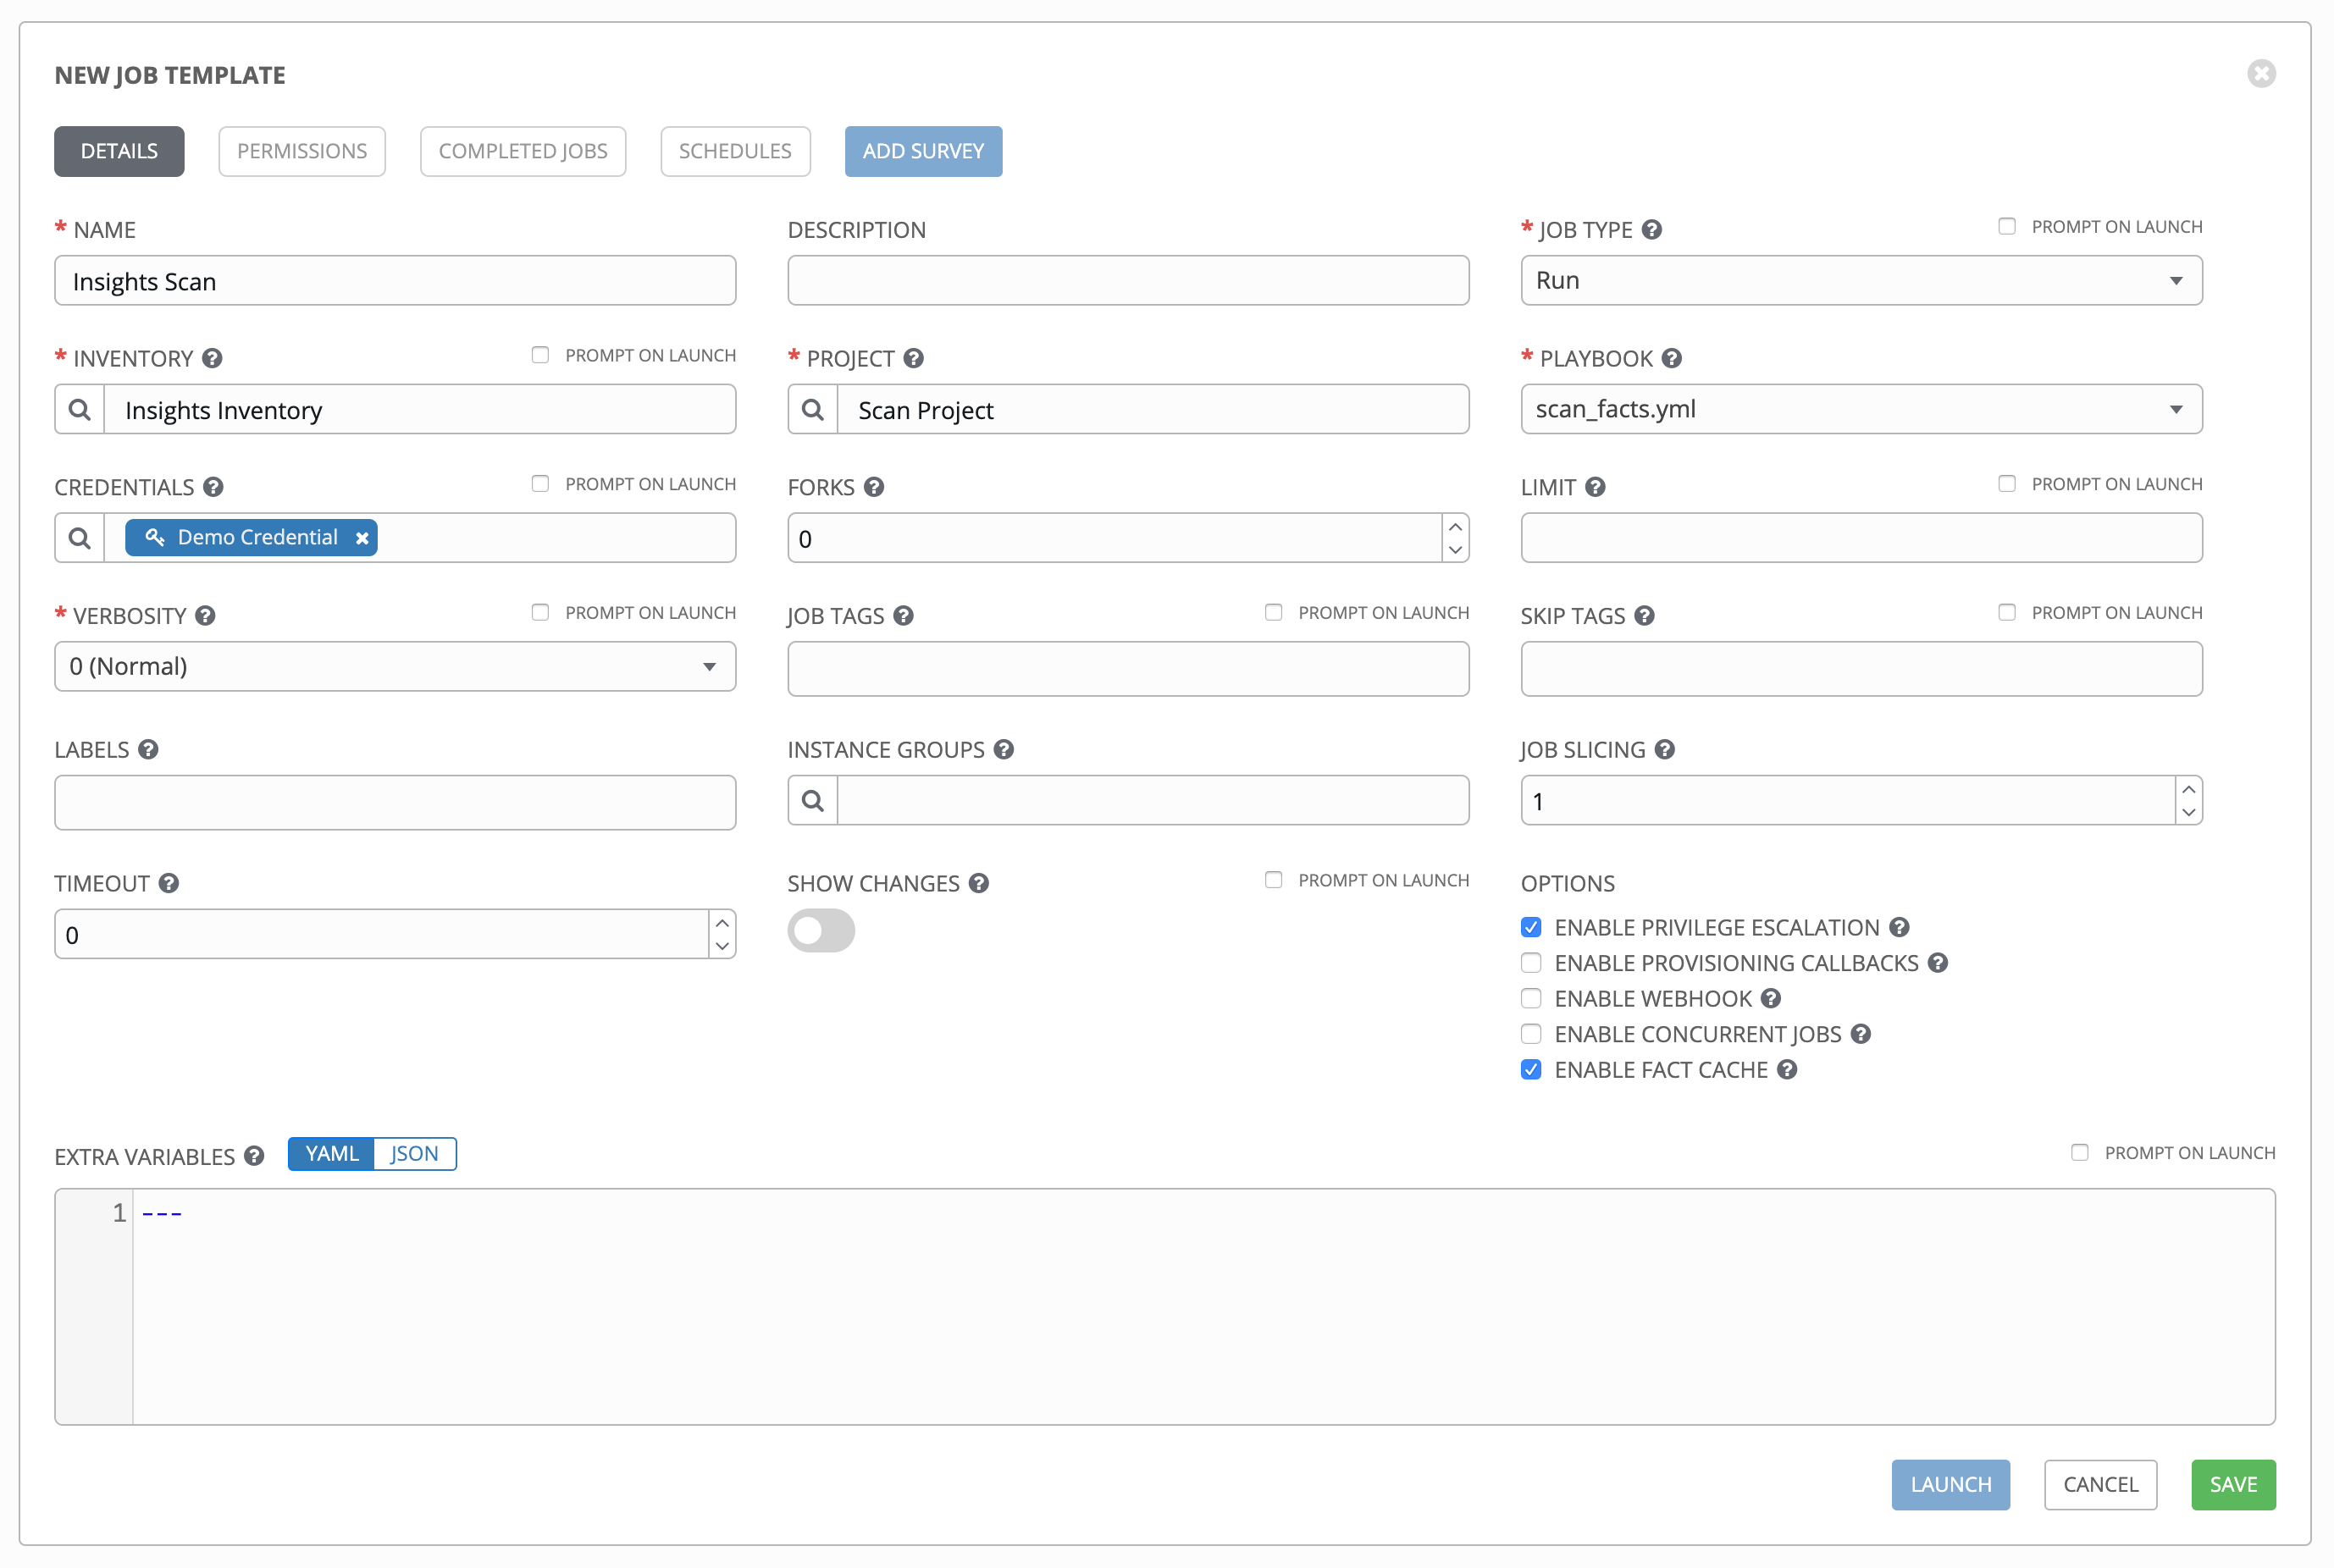 NEW JOB TEMPLATE
DETAILS PERMISSIONS COMPLETED JOBS SCHEDULES ADD SURVEY
* NAME DESCRIPTION * JOB TYPE PROMPT ON LAUNCH
Insights Scan Run
* INVENTORY PROMPT ON LAUNCH * PROJECT * PLAYBOOK
Insights Inventory Scan Project scan_facts.yml
CREDENTIALS PROMPT ON LAUNCH FORKS LIMIT PROMPT ON LAUNCH
Demo Credential 0
* VERBOSITY PROMPT ON LAUNCH JOB TAGS PROMPT ON LAUNCH SKIP TAGS PROMPT ON LAUNCH
0 (Normal)
LABELS INSTANCE GROUPS JOB SLICING
1
TIMEOUT SHOW CHANGES PROMPT ON LAUNCH OPTIONS
0
ENABLE PRIVILEGE ESCALATION
ENABLE PROVISIONING CALLBACKS
ENABLE WEBHOOK
ENABLE CONCURRENT JOBS
ENABLE FACT CACHE
EXTRA VARIABLES YAML JSON PROMPT ON LAUNCH
1 ---
LAUNCH CANCEL SAVE